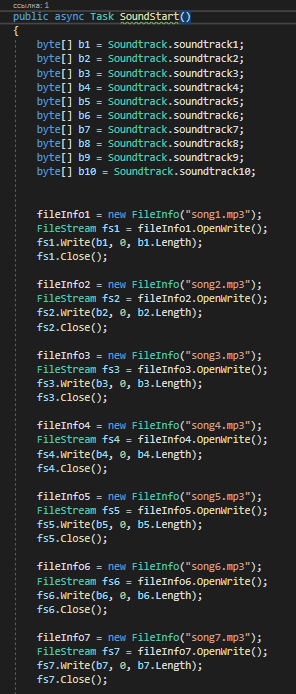 ссылка: 1
public async Task SoundStart()
{
byte[] b1 = Soundtrack.soundtrack1;
byte[] b2 = Soundtrack.soundtrack2;
byte[] b3 = Soundtrack.soundtrack3;
byte[] b4 = Soundtrack.soundtrack4;
byte[] b5 = Soundtrack.soundtrack5;
byte[] b6 = Soundtrack.soundtrack6;
byte[] b7 = Soundtrack.soundtrack7;
byte[] b8 = Soundtrack.soundtrack8;
byte[] b9 = Soundtrack.soundtrack9;
byte[] b10 = Soundtrack.soundtrack10;
fileInfo1 = new FileInfo("song1.mp3");
FileStream fs1 = fileInfo1.OpenWrite();
fs1.Write(b1, 0, b1.Length);
fs1.Close();
fileInfo2 = new FileInfo("song2.mp3");
FileStream fs2 = fileInfo2.OpenWrite();
fs2.Write(b2, 0, b2.Length);
fs2.Close();
fileInfo3 = new FileInfo("song3.mp3");
FileStream fs3 = fileInfo3.OpenWrite();
fs3.Write(b3, 0, b3.Length);
fs3.Close();
fileInfo4 = new FileInfo("song4.mp3");
FileStream fs4 = fileInfo4.OpenWrite();
fs4.Write(b4, 0, b4.Length);
fs4.Close();
fileInfo5 = new FileInfo("song5.mp3");
FileStream fs5 = fileInfo5.OpenWrite();
fs5.Write(b5, 0, b5.Length);
fs5.Close();
fileInfo6 = new FileInfo("song6.mp3");
FileStream fs6 = fileInfo6.OpenWrite();
fs6.Write(b6, 0, b6.Length);
fs6.Close();
fileInfo7 = new FileInfo("song7.mp3");
FileStream fs7 = fileInfo7.OpenWrite();
fs7.Write(b7, 0, b7.Length);
fs7.Close();